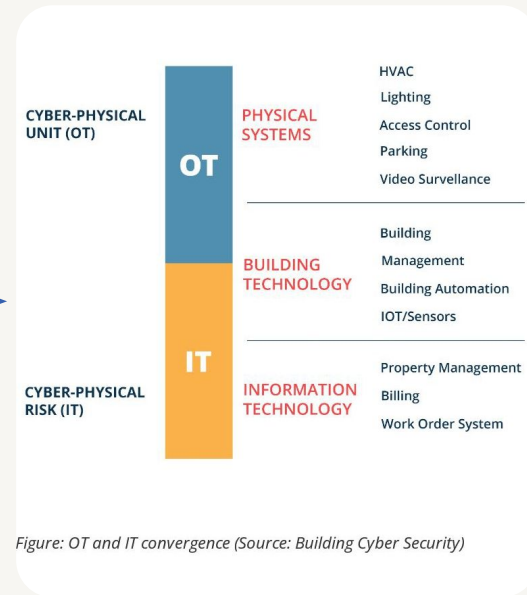 CYBER-PHYSICAL
UNIT (OT)
OT
PHYSICAL
SYSTEMS
HVAC
Lighting
Access Control
Parking
Video Survellance
BUILDING
TECHNOLOGY
Building
Management
Building Automation
IOT/Sensors
IT
CYBER-PHYSICAL
RISK (IT)
INFORMATION
TECHNOLOGY
Property Management
Billing
Work Order System
Figure: OT and IT convergence (Source: Building Cyber Security)